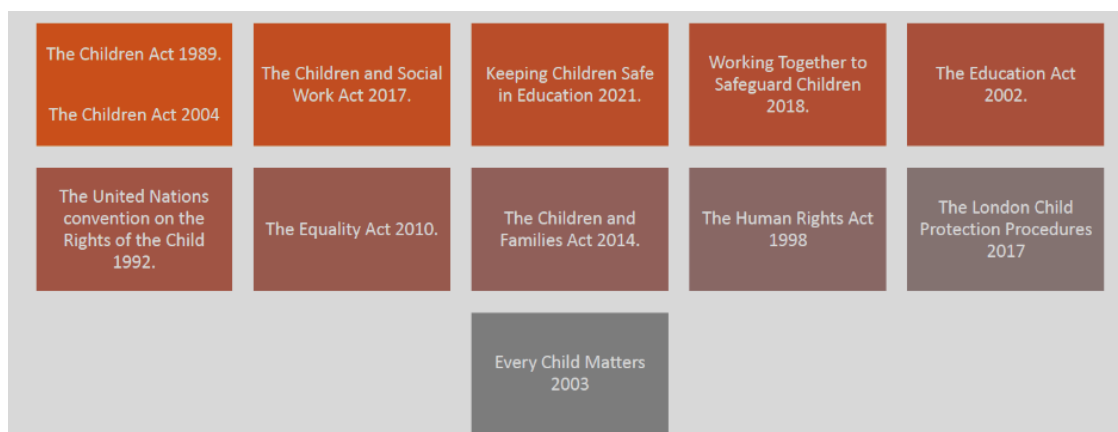 The Children Act 1989.
The Children Act 2004
The Children and Social
Work Act 2017.
Keeping Children Safe
in Education 2021.
Working Together to
Safeguard Children
2018.
The Education Act
2002.
The United Nations
convention on the
Rights of the Child
1992.
The Equality Act 2010.
The Children and
Families Act 2014.
The Human Rights Act
1998
The London Child
Protection Procedures
2017
Every Child Matters
2003